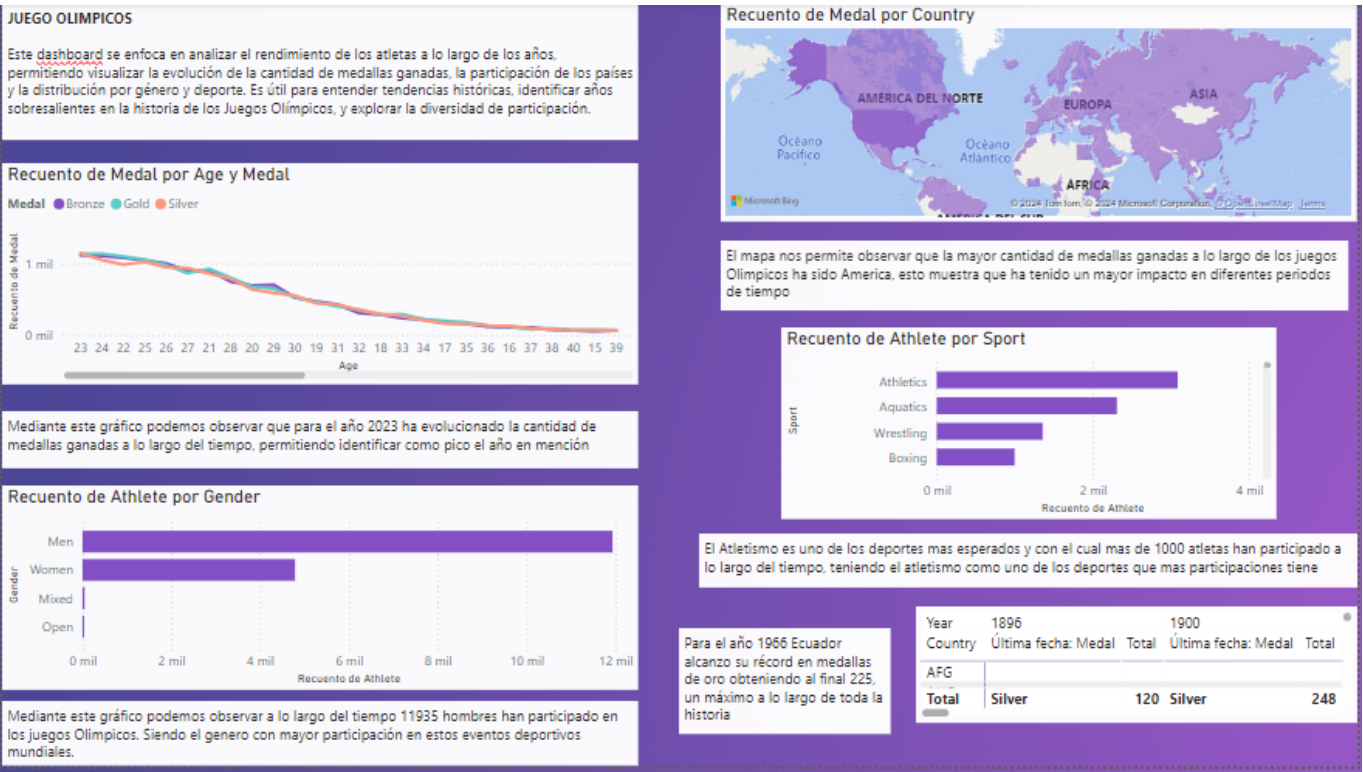 JUEGO OLIMPICOS
Este dashboard se enfoca en analizar el rendimiento de los atletas a lo largo de los años,
permitiendo visualizar la evolución de la cantidad de medallas ganadas, la participación de los países
y la distribución por género y deporte. Es útil para entender tendencias históricas, identificar años
sobresalientes en la historia de los Juegos Olímpicos, y explorar la diversidad de participación.
Recuento de Medal por Age y Medal
Medal Bronze Gold Silver
Recuento de Medal
1 mil
0 mil
23 24 22 25 26 27 21 28 20 29 30 19 31 32 18 33 34 17 35 36 16 37 38 40 15 39
Age
Mediante este gráfico podemos observar que para el año 2023 ha evolucionado la cantidad de
medallas ganadas a lo largo del tiempo, permitiendo identificar como pico el año en mención
Recuento de Athlete por Gender
Gender
Men
Women
Mixed
Open
0 mil 2 mil 4 mil 6 mil 8 mil 10 mil 12 mil
Recuento de Athlete
Mediante este gráfico podemos observar a lo largo del tiempo 11935 hombres han participado en
los juegos Olimpicos. Siendo el genero con mayor participación en estos eventos deportivos
mundiales.
Recuento de Medal por Country
AMÉRICA DEL NORTE
EUROPA
ASIA
Océano
Pacífico
Océano
Atlántico
ÁFRICA
AMÉRICA DEL SUR
Microsoft Bing
© 2024 TomTom, © 2024 Microsoft Corporation, © OpenStreetMap Terms
El mapa nos permite observar que la mayor cantidad de medallas ganadas a lo largo de los juegos
Olimpicos ha sido America, esto muestra que ha tenido un mayor impacto en diferentes periodos
de tiempo
Recuento de Athlete por Sport
Sport
Athletics
Aquatics
Wrestling
Boxing
0 mil 2 mil 4 mil
Recuento de Athlete
El Atletismo es uno de los deportes mas esperados y con el cual mas de 1000 atletas han participado a
lo largo del tiempo, teniendo el atletismo como uno de los deportes que mas participaciones tiene
Para el año 1966 Ecuador
alcanzo su récord en medallas
de oro obteniendo al final 225,
un máximo a lo largo de toda la
historia
Year 1896 1900
Country Última fecha: Medal Total Última fecha: Medal Total
AFG
Total Silver 120 Silver 248